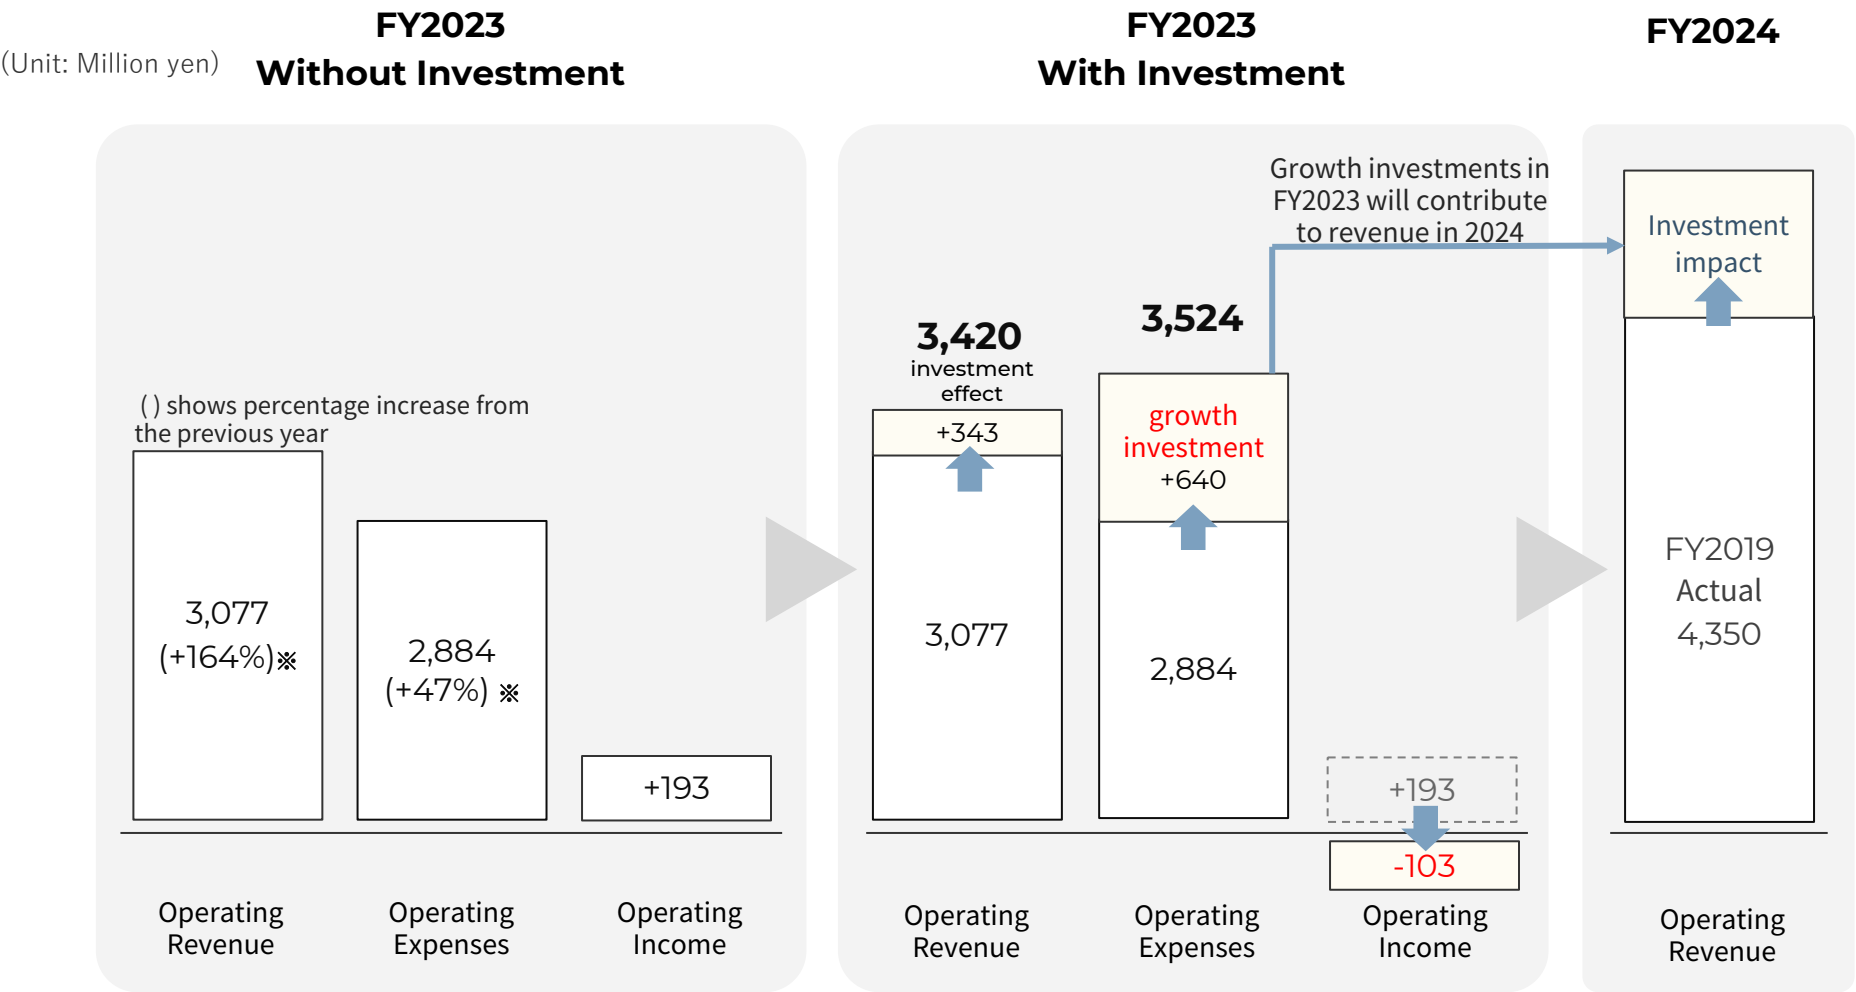 (Unit: Million yen)
FY2023
Without Investment
FY2023
With Investment
FY2024
( ) shows percentage increase from
the previous year
3,077
(+164%)※
2,884
(+47%) ※
+193
Operating
Revenue
Operating
Expenses
Operating
Income
Growth investments in
FY2023 will contribute
to revenue in 2024
3,420
investment
effect
+343
3,077
3,524
growth
investment
+640
2,884
+193
-103
Operating
Revenue
Operating
Expenses
Operating
Income
Investment
impact
FY2019
Actual
4,350
Operating
Revenue